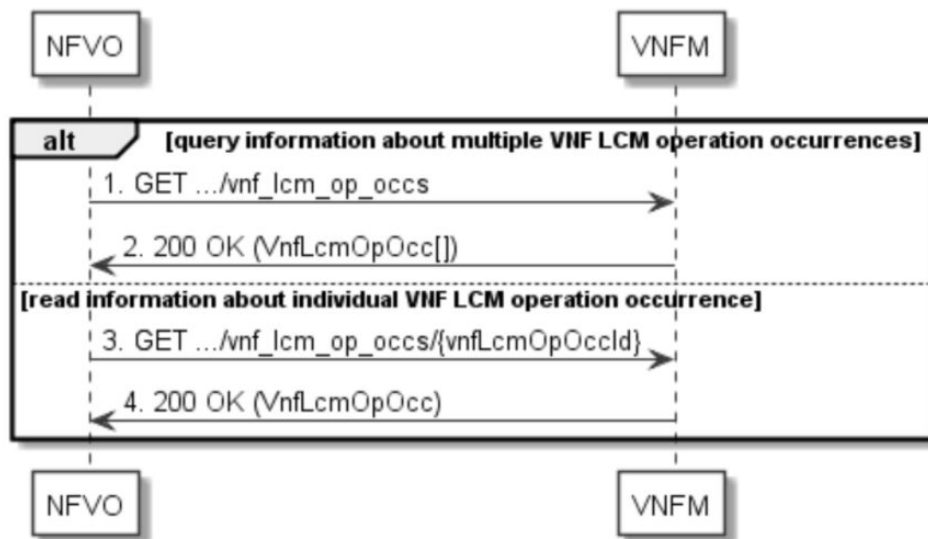 NFVO VNFM
alt [query information about multiple VNF LCM operation occurrences]
1. GET .../vnf_lcm_op_occs
2. 200 OK (VnfLcmOpOcc[])
[read information about individual VNF LCM operation occurrence]
3. GET .../vnf_lcm_op_occs/{vnfLcmOpOccId}
4. 200 OK (VnfLcmOpOcc)
NFVO VNFM